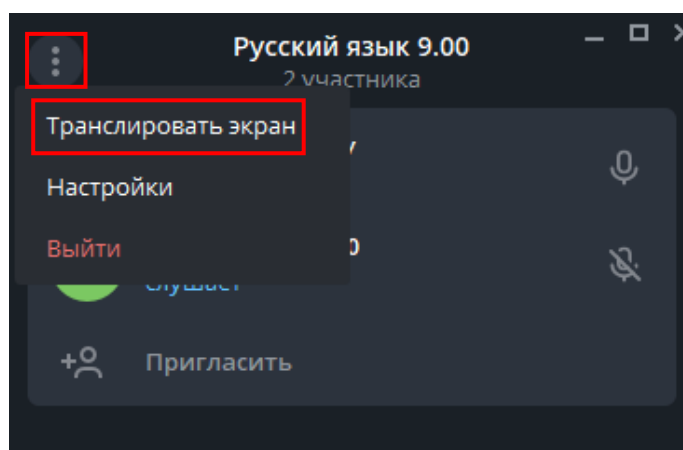 Русский язык 9.00
2 участника
Транслировать экран
Настройки
Выйти
слушает
Пригласить